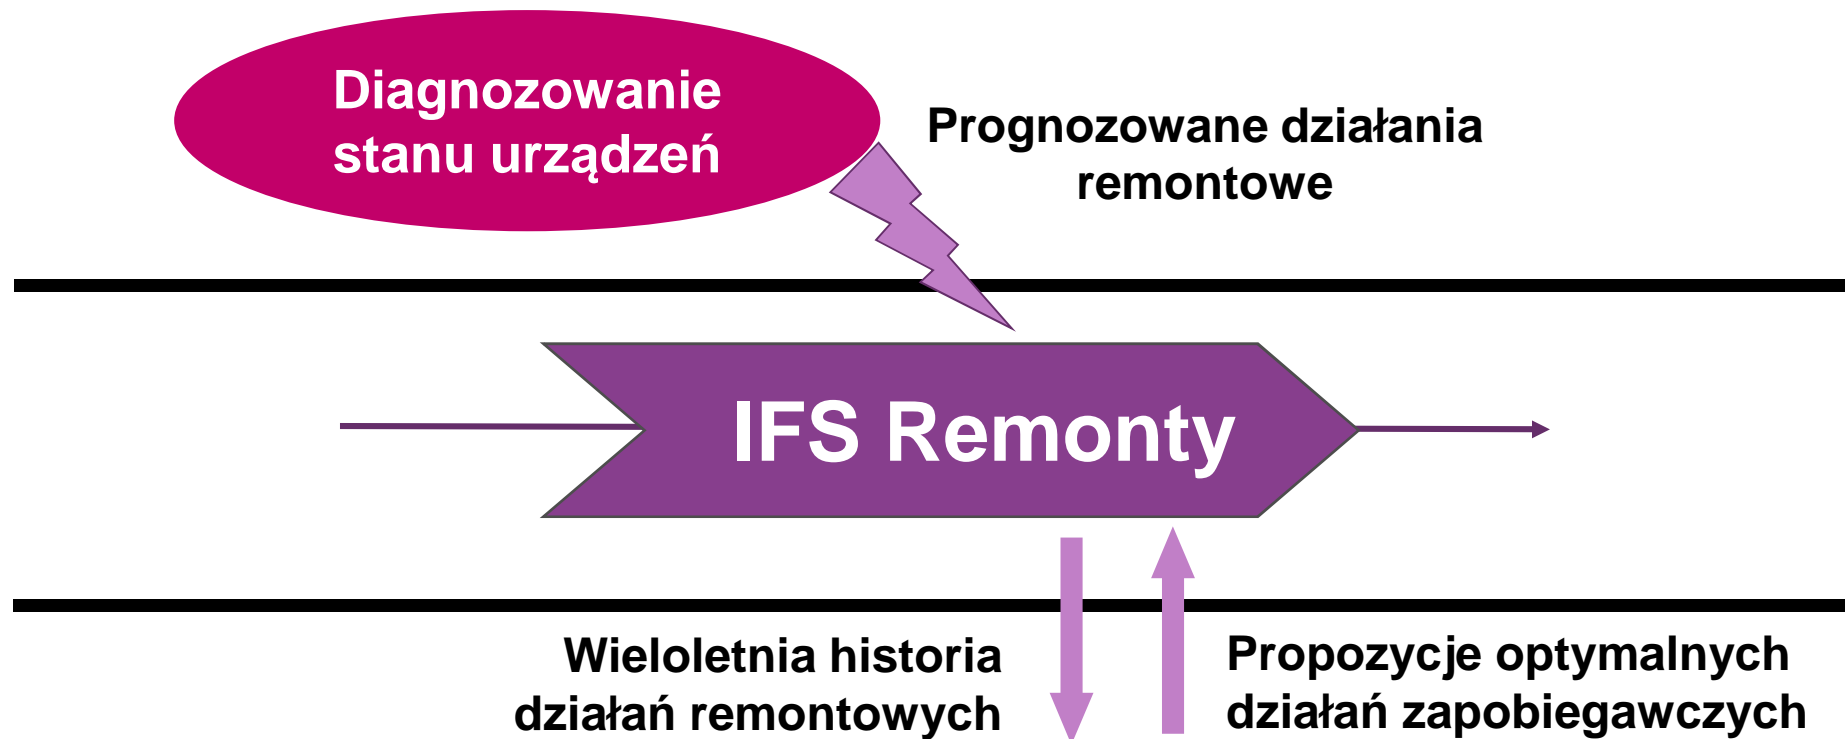 Diagnozowanie
stanu urządzeń
Prognozowane działania
remontowe
IFS Remonty
Wieloletnia historia
działań remontowych
Propozycje optymalnych
działań zapobiegawczych